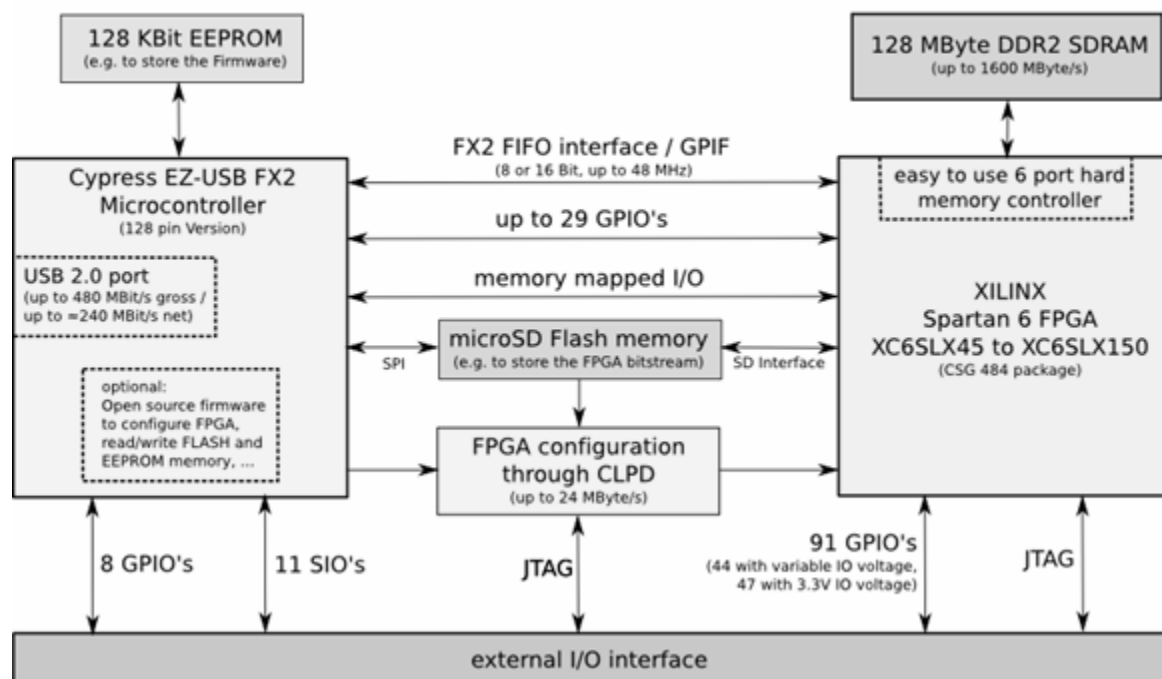 128 KBit EEPROM
(e.g. to store the Firmware)
128 MByte DDR2 SDRAM
(up to 1600 MByte/s)
Cypress EZ-USB FX2
Microcontroller
(128 pin Version)
USB 2.0 port
(up to 480 MBit/s gross /
up to ≈240 MBit/s net)
optional:
Open source firmware
to configure FPGA,
read/write FLASH and
EEPROM memory, ...
FX2 FIFO interface / GPIF
(8 or 16 Bit, up to 48 MHz)
up to 29 GPIO's
memory mapped I/O
SPI
microSD Flash memory
(e.g. to store the FPGA bitstream)
SD Interface
FPGA configuration
through CLPD
(up to 24 MByte/s)
easy to use 6 port hard
memory controller
XILINX
Spartan 6 FPGA
XC6SLX45 to XC6SLX150
(CSG 484 package)
8 GPIO's
11 SIO's
JTAG
91 GPIO's
(44 with variable IO voltage,
47 with 3.3V IO voltage)
JTAG
external I/O interface